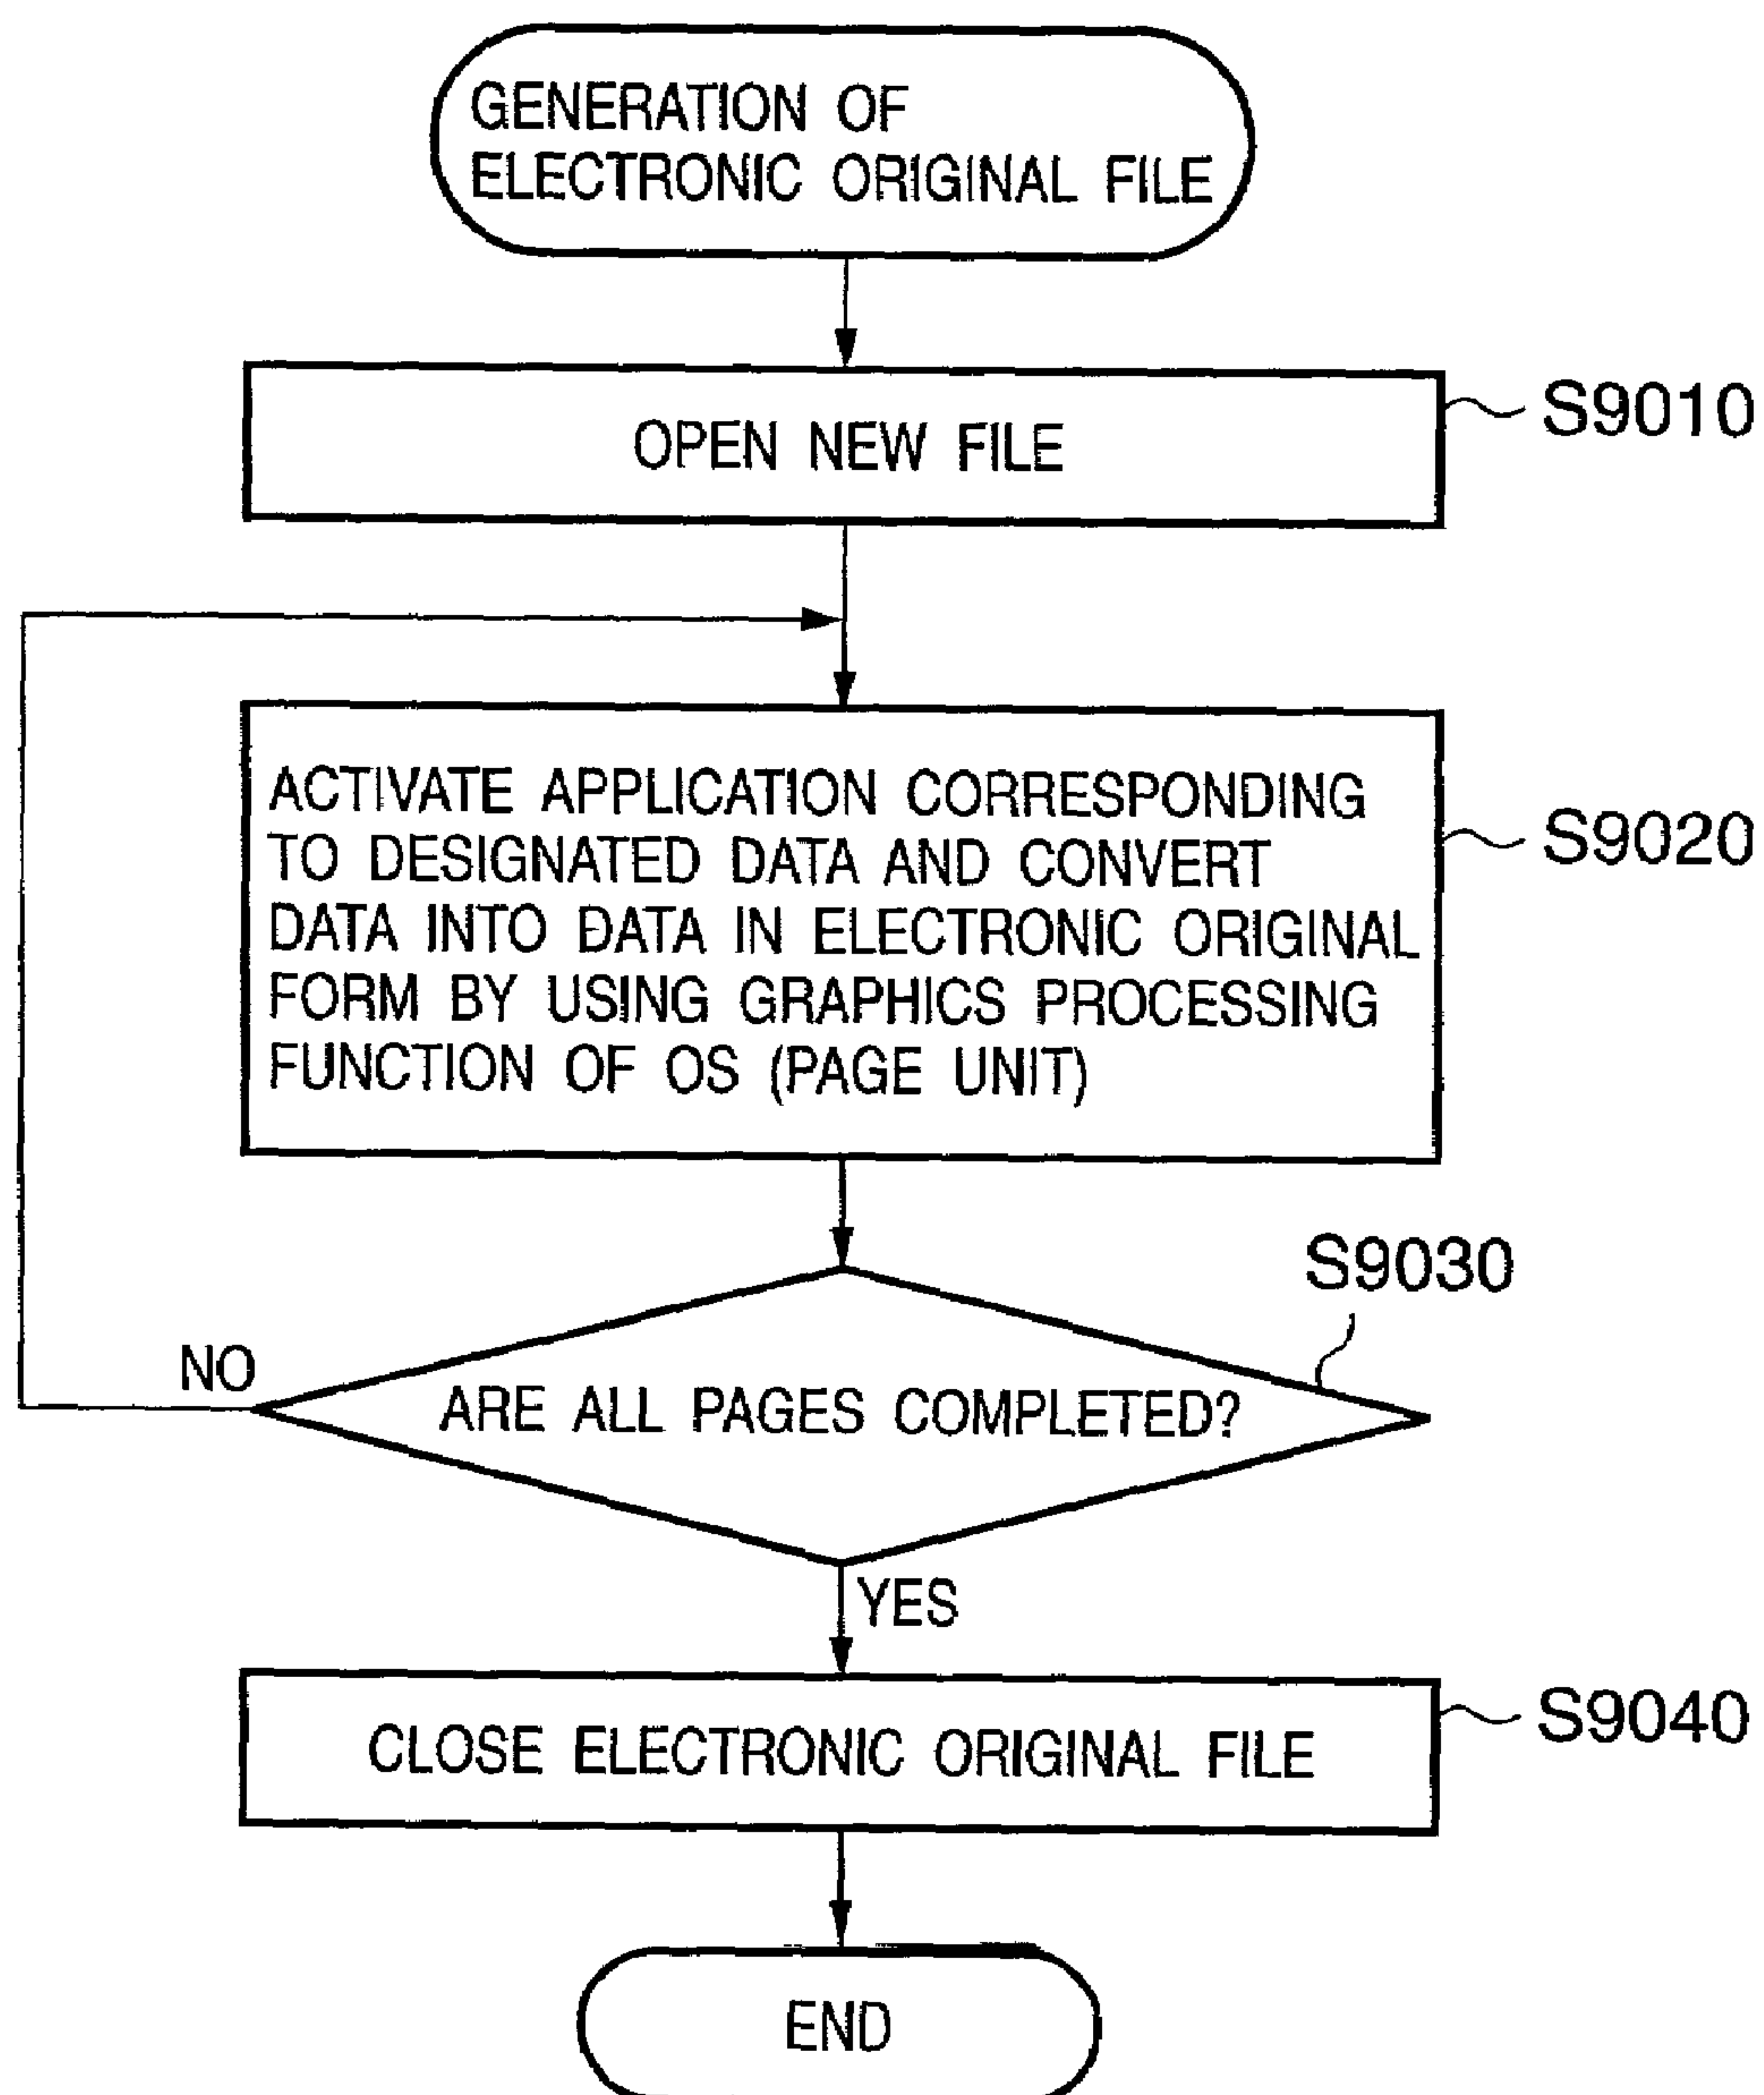 GENERATION OF
ELECTRONIC ORIGINAL FILE
OPEN NEW FILE
S9010
ACTIVATE APPLICATION CORRESPONDING
TO DESIGNATED DATA AND CONVERT
DATA INTO DATA IN ELECTRONIC ORIGINAL
FORM BY USING GRAPHICS PROCESSING
FUNCTION OF OS (PAGE UNIT)
S9020
S9030
NO
ARE ALL PAGES COMPLETED?
YES
CLOSE ELECTRONIC ORIGINAL FILE
S9040
END